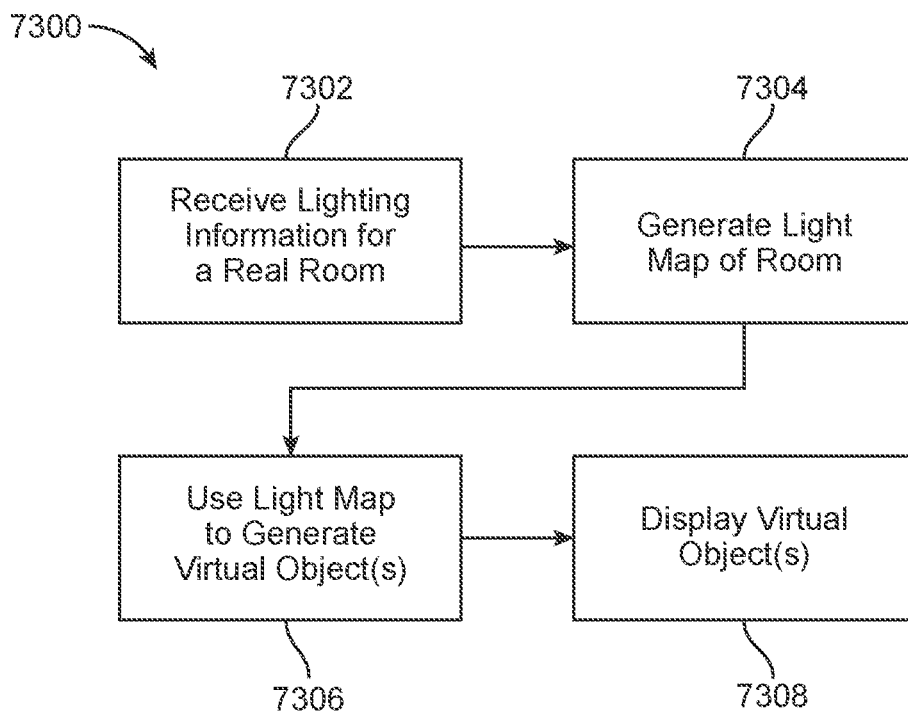 7300
7302
7304
Receive Lighting
Information for
a Real Room
Generate Light
Map of Room
Use Light Map
to Generate
Virtual Object(s)
Display Virtual
Object(s)
7306
7308